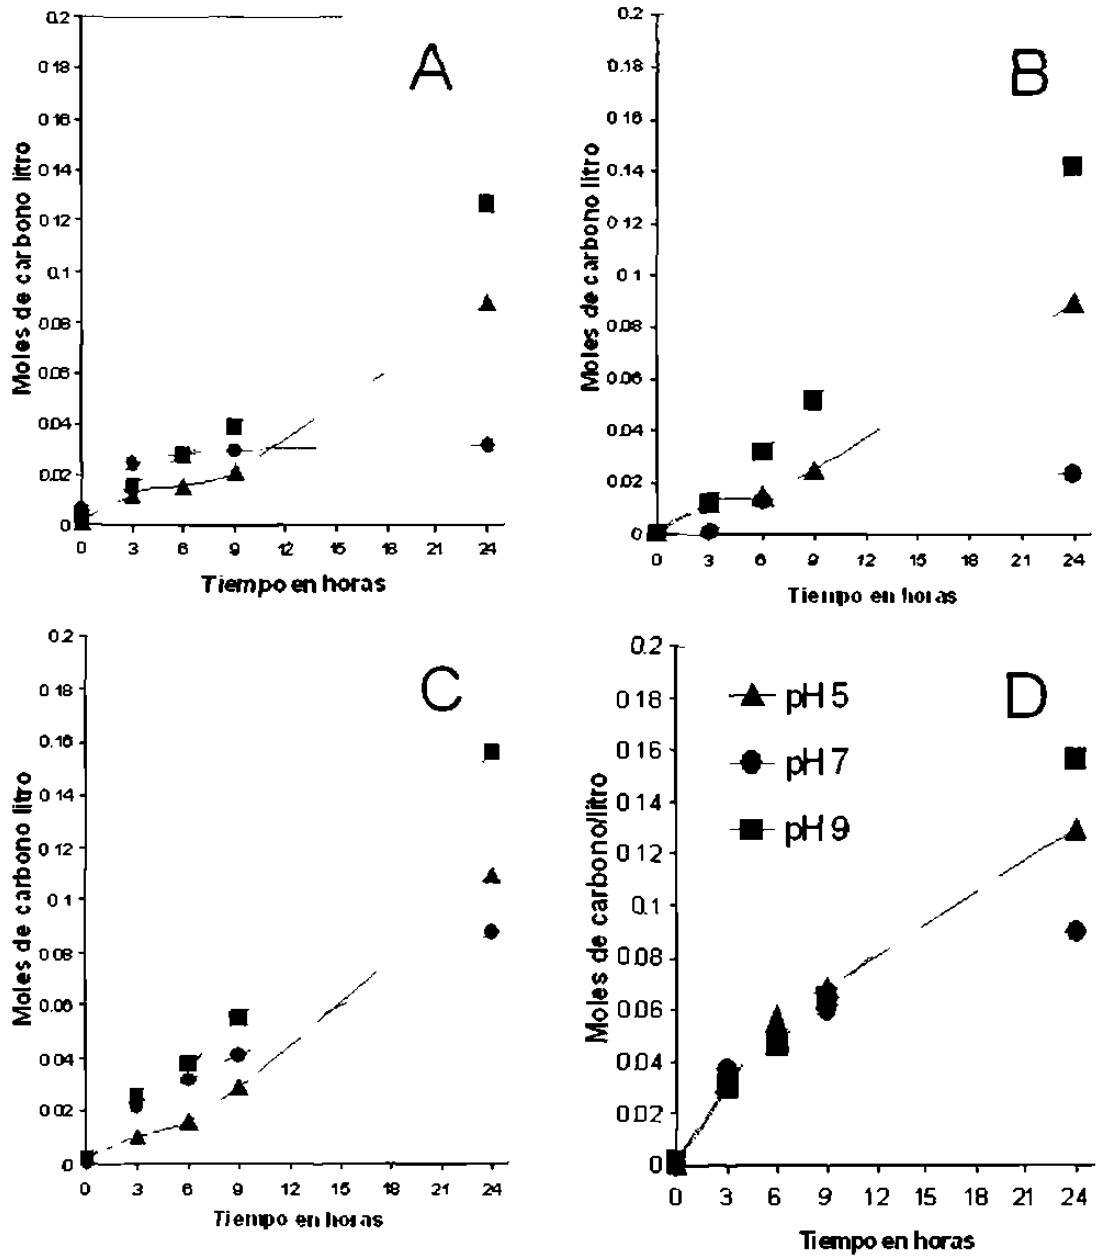 A
Moles de carbono litro
0.2
0.18
0.16
0.14
0.12
0.1
0.08
0.06
0.04
0.02
0
0 3 6 9 12 15 18 21 24
Tiempo en horas
B
Moles de carbono litro
0.2
0.18
0.16
0.14
0.12
0.1
0.08
0.06
0.04
0.02
0
0 3 6 9 12 15 18 21 24
Tiempo en horas
C
Moles de carbono litro
0.2
0.18
0.16
0.14
0.12
0.1
0.08
0.06
0.04
0.02
0
0 3 6 9 12 15 18 21 24
Tiempo en horas
D
pH 5
pH 7
pH 9
Moles de carbono/litro
0.2
0.18
0.16
0.14
0.12
0.1
0.08
0.06
0.04
0.02
0
0 3 6 9 12 15 18 21 24
Tiempo en horas